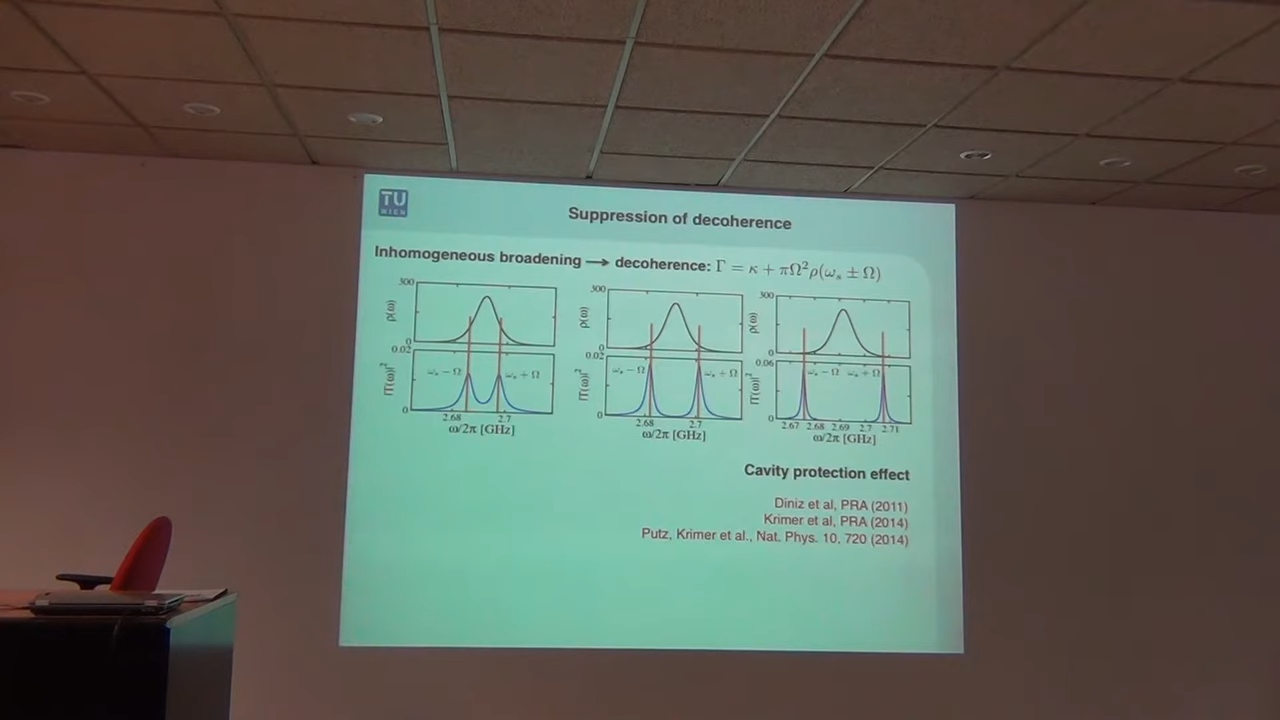 TU
WIEN
Suppression of decoherence
Inhomogeneous broadening → decoherence: Γ = κ + πΩ²ρ(ωₛ ± Ω)
300
ρ(ω)
0
0.02
|T(ω)|²
ωₛ − Ω
ωₛ + Ω
0
2.68
2.7
ω/2π [GHz]
300
ρ(ω)
0
0.02
|T(ω)|²
ωₛ − Ω
ωₛ + Ω
0
2.68
2.7
ω/2π [GHz]
300
ρ(ω)
0
0.06
|T(ω)|²
ωₛ − Ω
ωₛ + Ω
0
2.67 2.68 2.69 2.7 2.71
ω/2π [GHz]
Cavity protection effect
Diniz et al, PRA (2011)
Krimer et al, PRA (2014)
Putz, Krimer et al., Nat. Phys. 10, 720 (2014)